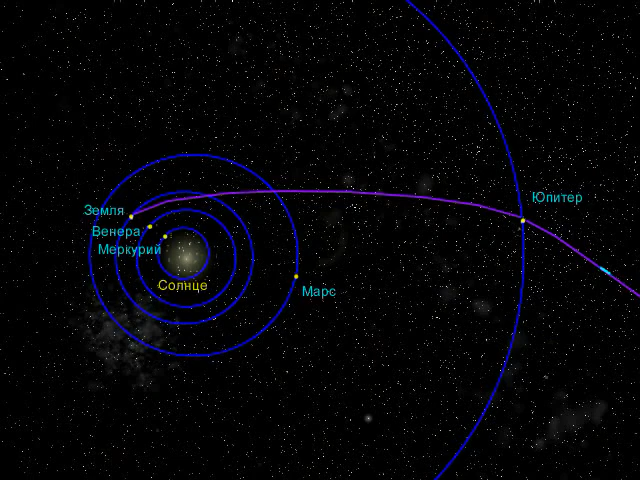 Юпитер
Земля
Венера
Меркурий
Солнце
Марс